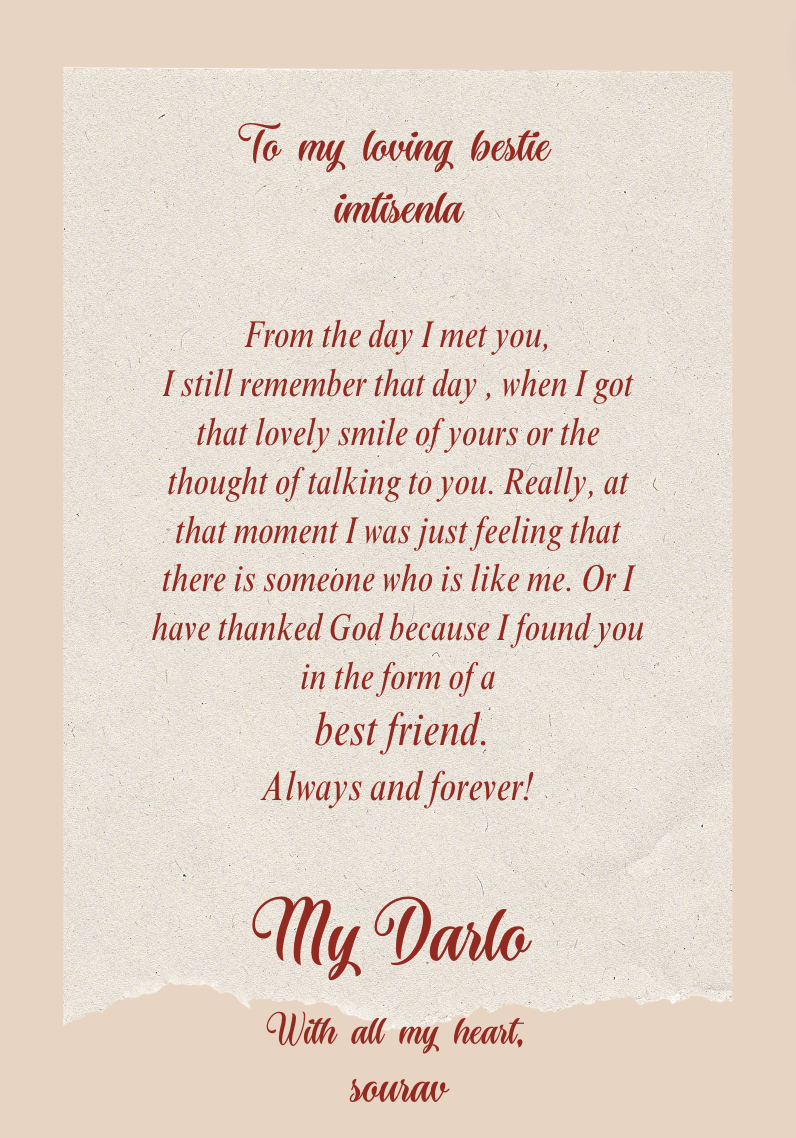 To my loving bestie
imtisenla
From the day I met you,
I still remember that day , when I got
that lovely smile of yours or the
thought of talking to you. Really, at
that moment I was just feeling that
there is someone who is like me. Or I
have thanked God because I found you
in the form of a
best friend.
Always and forever!
My Darlo
With all my heart,
sourav